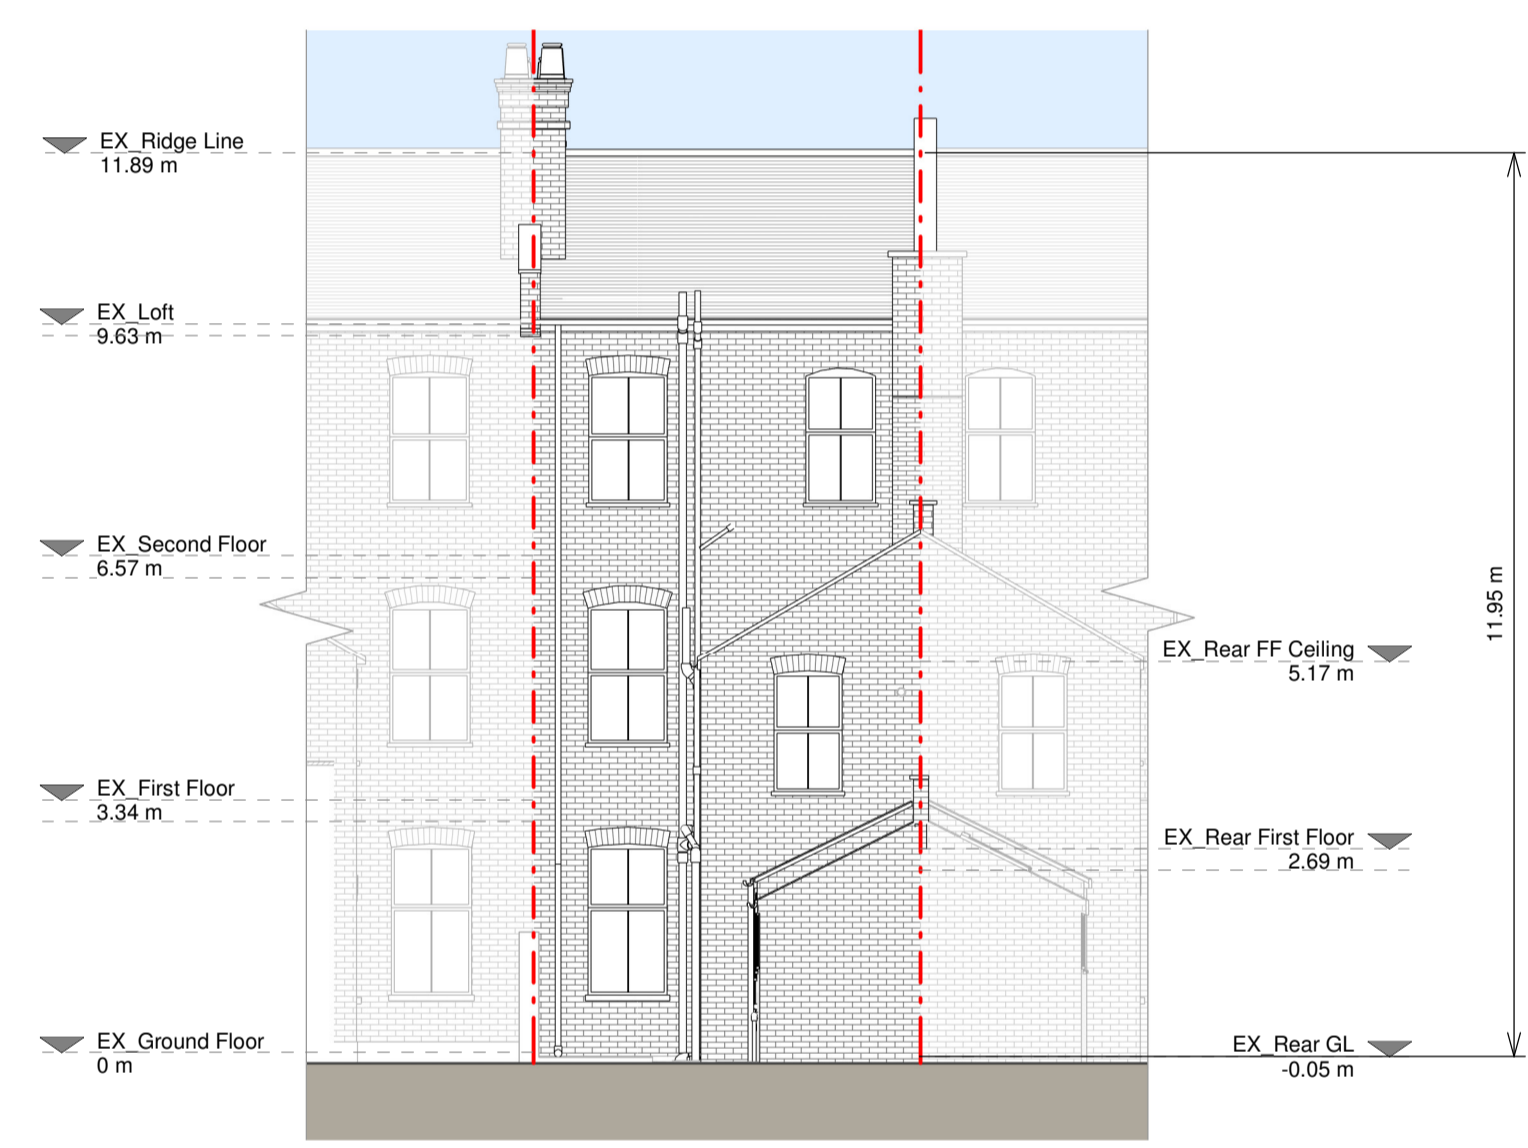 EX_Ridge Line
11.89 m
EX_Loft
9.63 m
EX_Second Floor
6.57 m
EX_First Floor
3.34 m
EX_Ground Floor
0 m
EX_Rear FF Ceiling
5.17 m
EX_Rear First Floor
2.69 m
EX_Rear GL
-0.05 m
11.95 m